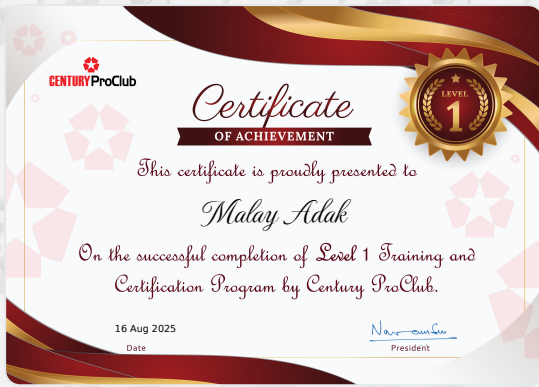 CENTURY ProClub
Certificate
OF ACHIEVEMENT
LEVEL
1
This certificate is proudly presented to
Malay Adak
On the successful completion of Level 1 Training and
Certification Program by Century ProClub.
16 Aug 2025
Date
President